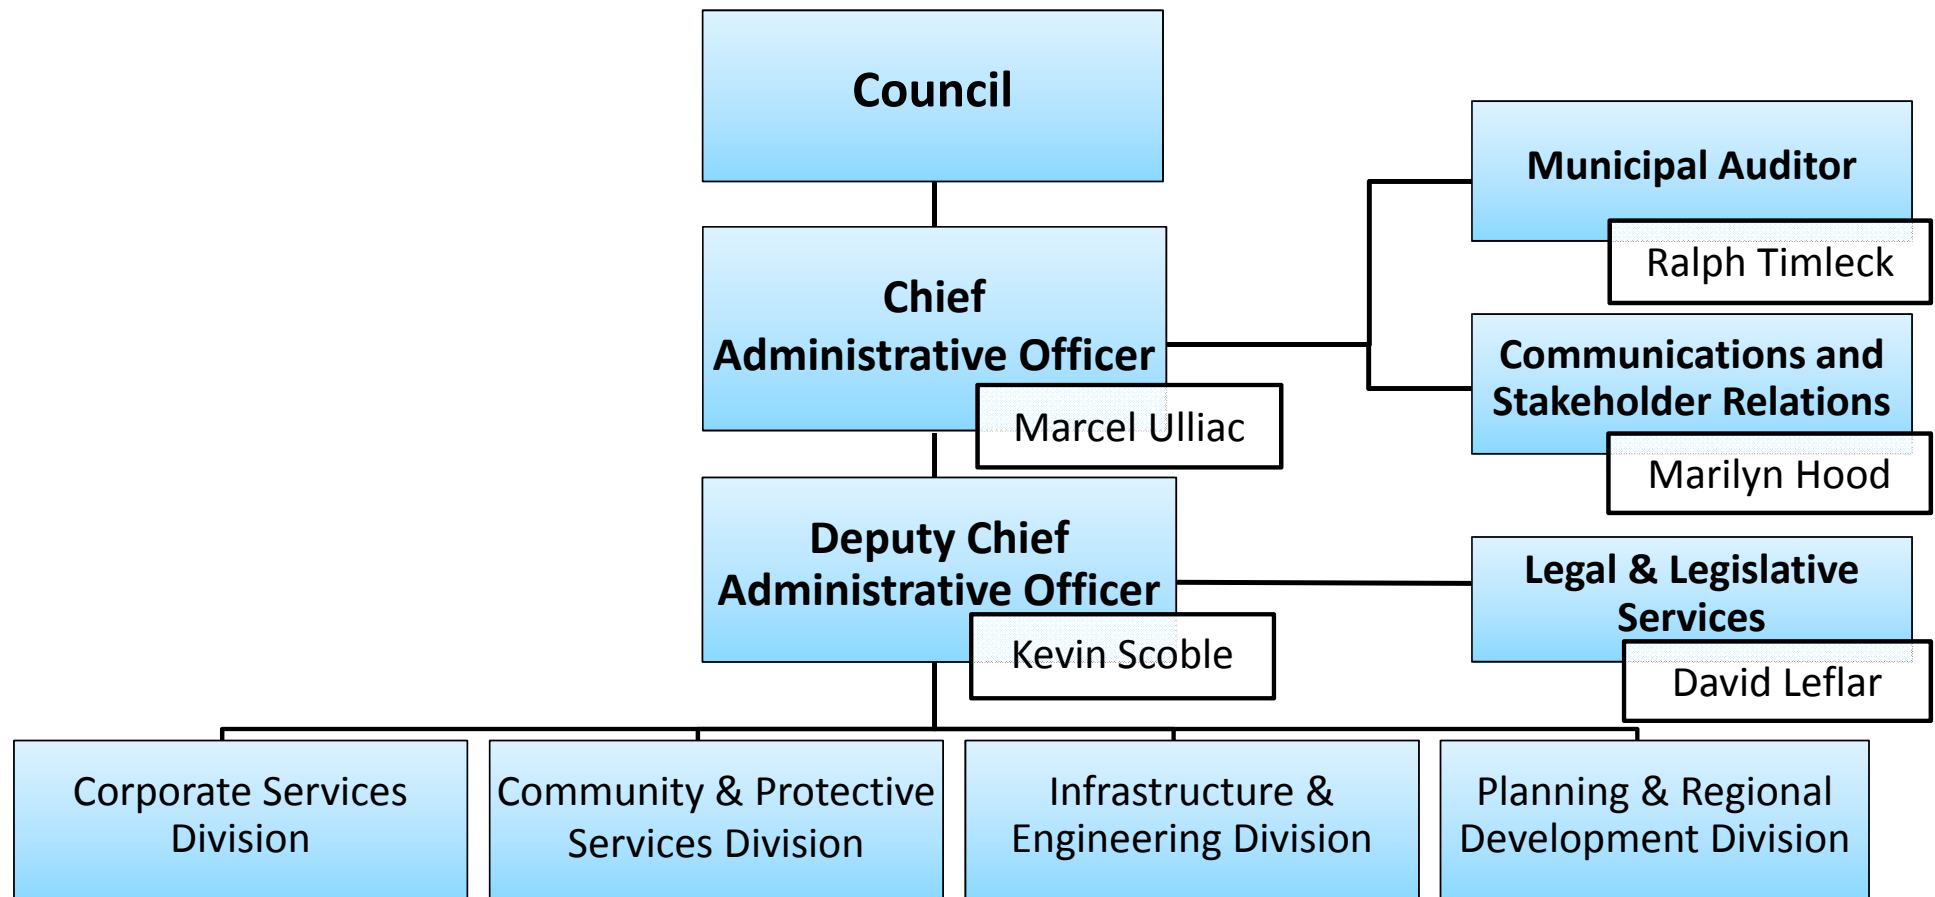 Council
Municipal Auditor
Ralph Timleck
Chief
Administrative Officer
Marcel Ulliac
Communications and
Stakeholder Relations
Marilyn Hood
Deputy Chief
Administrative Officer
Kevin Scoble
Legal & Legislative
Services
David Leflar
Corporate Services
Division
Community & Protective
Services Division
Infrastructure &
Engineering Division
Planning & Regional
Development Division